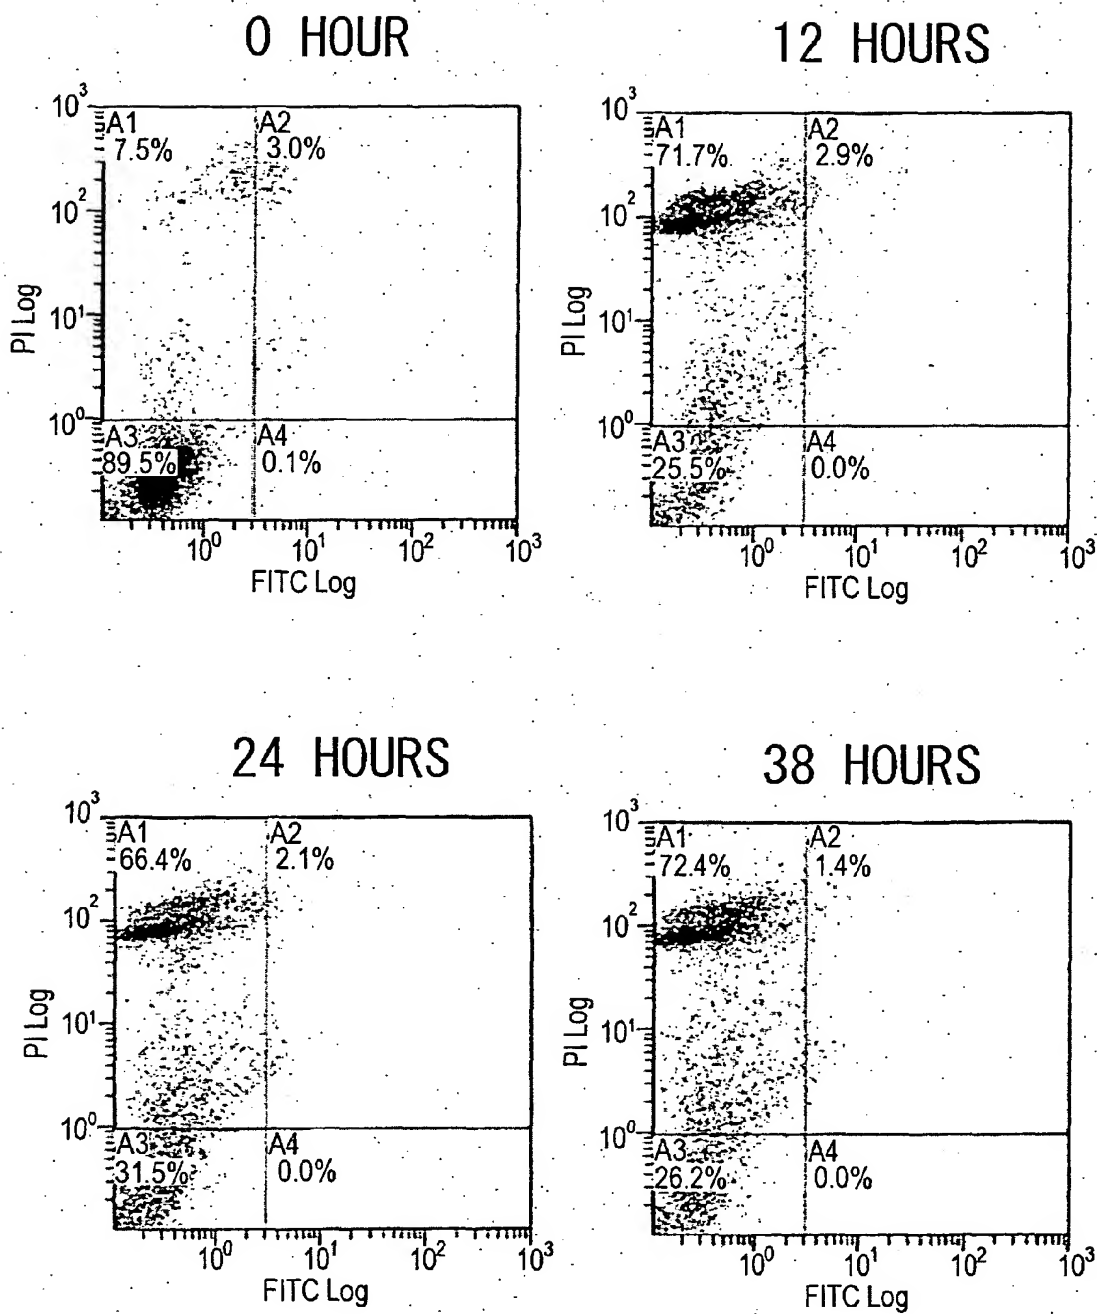 0 HOUR
10³
A1
7.5%
A2
3.0%
10²
10¹
10⁰
PI Log
A3
89.5%
A4
0.1%
10⁰ 10¹ 10² 10³
FITC Log
12 HOURS
10³
A1
71.7%
A2
2.9%
10²
10¹
10⁰
PI Log
A3
25.5%
A4
0.0%
10⁰ 10¹ 10² 10³
FITC Log
24 HOURS
10³
A1
66.4%
A2
2.1%
10²
10¹
10⁰
PI Log
A3
31.5%
A4
0.0%
10⁰ 10¹ 10² 10³
FITC Log
38 HOURS
10³
A1
72.4%
A2
1.4%
10²
10¹
10⁰
PI Log
A3
26.2%
A4
0.0%
10⁰ 10¹ 10² 10³
FITC Log